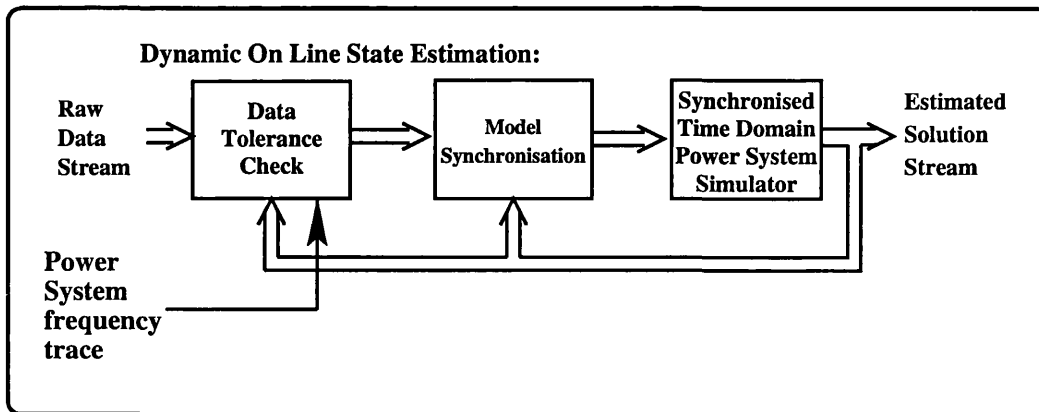 Dynamic On Line State Estimation:
Raw
Data
Stream
Data
Tolerance
Check
Model
Synchronisation
Synchronised
Time Domain
Power System
Simulator
Estimated
Solution
Stream
Power
System
frequency
trace